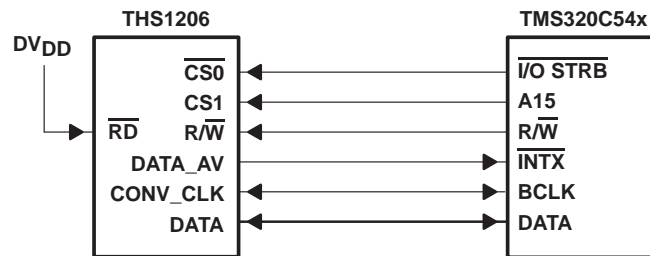 THS1206 TMS320C54x
DVDD
CS0 I/O STRB
CS1 A15
RD R/W R/W
DATA_AV INTX
CONV_CLK BCLK
DATA DATA